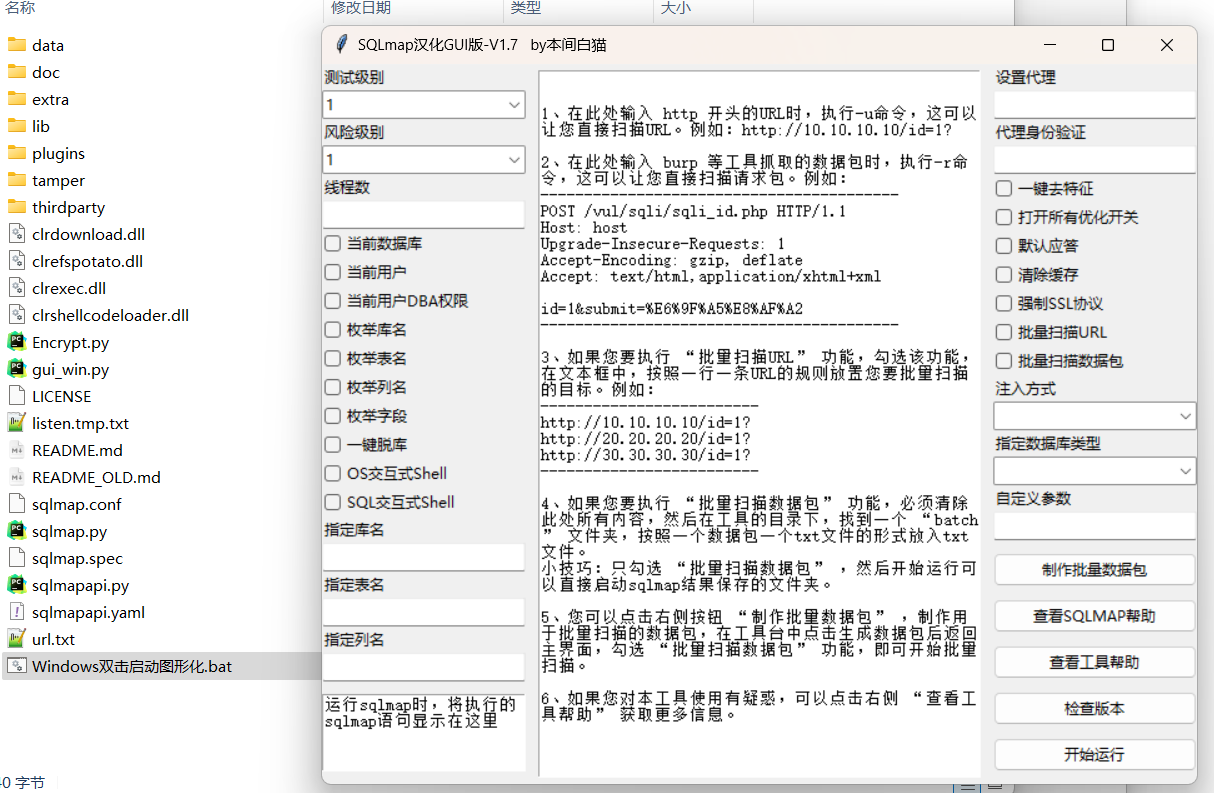 名称
修改日期
类型
大小
data
doc
extra
lib
plugins
tamper
thirdparty
clrdownload.dll
clrefspotato.dll
clrexec.dll
clrshellcodeloader.dll
Encrypt.py
gui_win.py
LICENSE
listen.tmp.txt
README.md
README_OLD.md
sqlmap.conf
sqlmap.py
sqlmap.spec
sqlmapapi.py
sqlmapapi.yaml
url.txt
Windows双击启动图形化.bat
40 字节
SQLmap汉化GUI版-V1.7 by本间白猫
测试级别
1
风险级别
1
线程数
当前数据库
当前用户
当前用户DBA权限
枚举库名
枚举表名
枚举列名
枚举字段
一键脱库
OS交互式Shell
SQL交互式Shell
指定库名
指定表名
指定列名
运行sqlmap时，将执行的
sqlmap语句显示在这里
1、在此处输入 http 开头的URL时，执行-u命令，这可以
让您直接扫描URL。例如：http://10.10.10.10/id=1?
2、在此处输入 burp 等工具抓取的数据包时，执行-r命
令，这可以让您直接扫描请求包。例如：
-----------------------------------------
POST /vul/sqli/sqli_id.php HTTP/1.1
Host: host
Upgrade-Insecure-Requests: 1
Accept-Encoding: gzip, deflate
Accept: text/html,application/xhtml+xml
id=1&submit=%E6%9F%A5%E8%AF%A2
-----------------------------------------
3、如果您要执行 “批量扫描URL” 功能，勾选该功能，
在文本框中，按照一行一条URL的规则放置您要批量扫描
的目标。例如：
-------------------------
http://10.10.10.10/id=1?
http://20.20.20.20/id=1?
http://30.30.30.30/id=1?
-------------------------
4、如果您要执行 “批量扫描数据包” 功能，必须清除
此处所有内容，然后在工具的目录下，找到一个 “batch
” 文件夹，按照一个数据包一个txt文件的形式放入txt
文件。
小技巧：只勾选 “批量扫描数据包” ，然后开始运行可
以直接启动sqlmap结果保存的文件夹。
5、您可以点击右侧按钮 “制作批量数据包” ，制作用
于批量扫描的数据包，在工具台中点击生成数据包后返回
主界面，勾选 “批量扫描数据包” 功能，即可开始批量
扫描。
6、如果您对本工具使用有疑惑，可以点击右侧 “查看工
具帮助” 获取更多信息。
设置代理
代理身份验证
一键去特征
打开所有优化开关
默认应答
清除缓存
强制SSL协议
批量扫描URL
批量扫描数据包
注入方式
指定数据库类型
自定义参数
制作批量数据包
查看SQLMAP帮助
查看工具帮助
检查版本
开始运行